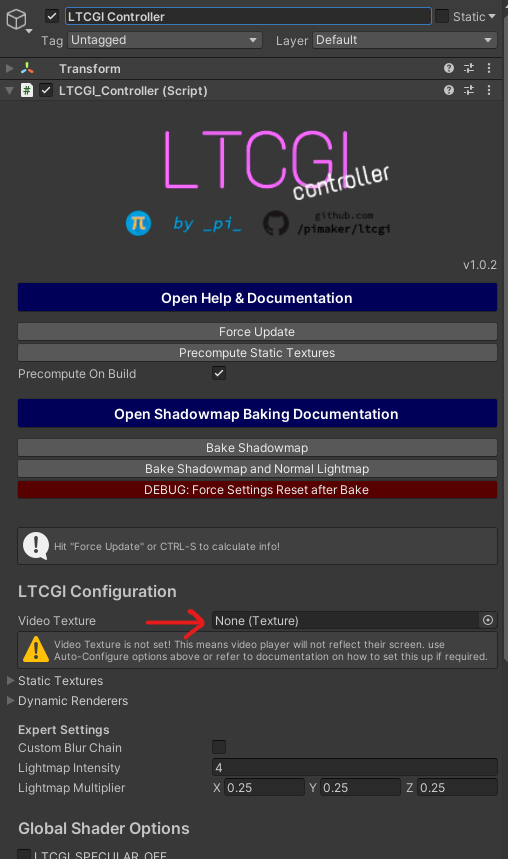 LTCGI Controller
Static
Tag Untagged Layer Default
Transform
# LTCGI_Controller (Script)
LTCGI
controller
π by _pi_ github.com
/pimaker/ltcgi
v1.0.2
Open Help & Documentation
Force Update
Precompute Static Textures
Precompute On Build
Open Shadowmap Baking Documentation
Bake Shadowmap
Bake Shadowmap and Normal Lightmap
DEBUG: Force Settings Reset after Bake
Hit "Force Update" or CTRL-S to calculate info!
LTCGI Configuration
Video Texture None (Texture)
Video Texture is not set! This means video player will not reflect their screen. use
Auto-Configure options above or refer to documentation on how to set this up if required.
Static Textures
Dynamic Renderers
Expert Settings
Custom Blur Chain
Lightmap Intensity 4
Lightmap Multiplier X 0.25 Y 0.25 Z 0.25
Global Shader Options
LTCGI_SPECULAR_OFF